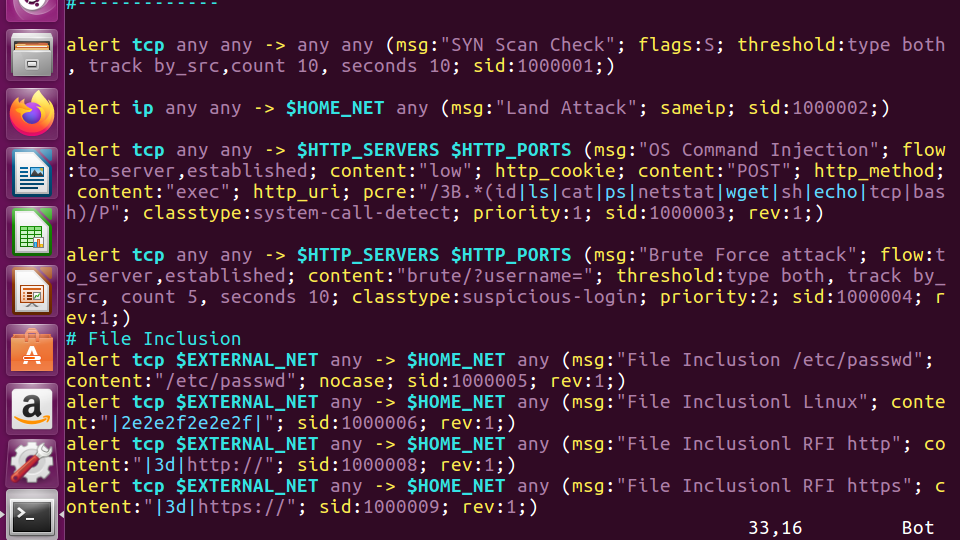 #-------------
alert tcp any any -> any any (msg:"SYN Scan Check"; flags:S; threshold:type both
, track by_src,count 10, seconds 10; sid:1000001;)
alert ip any any -> $HOME_NET any (msg:"Land Attack"; sameip; sid:1000002;)
alert tcp any any -> $HTTP_SERVERS $HTTP_PORTS (msg:"OS Command Injection"; flow
:to_server,established; content:"low"; http_cookie; content:"POST"; http_method;
 content:"exec"; http_uri; pcre:"/3B.*(id|ls|cat|ps|netstat|wget|sh|echo|tcp|bas
h)/P"; classtype:system-call-detect; priority:1; sid:1000003; rev:1;)
alert tcp any any -> $HTTP_SERVERS $HTTP_PORTS (msg:"Brute Force attack"; flow:t
o_server,established; content:"brute/?username="; threshold:type both, track by_
src, count 5, seconds 10; classtype:suspicious-login; priority:2; sid:1000004; r
ev:1;)
# File Inclusion
alert tcp $EXTERNAL_NET any -> $HOME_NET any (msg:"File Inclusion /etc/passwd";
content:"/etc/passwd"; nocase; sid:1000005; rev:1;)
alert tcp $EXTERNAL_NET any -> $HOME_NET any (msg:"File Inclusionl Linux"; conte
nt:"|2e2e2f2e2e2f|"; sid:1000006; rev:1;)
alert tcp $EXTERNAL_NET any -> $HOME_NET any (msg:"File Inclusionl RFI http"; co
ntent:"|3d|http://"; sid:1000008; rev:1;)
alert tcp $EXTERNAL_NET any -> $HOME_NET any (msg:"File Inclusionl RFI https"; c
ontent:"|3d|https://"; sid:1000009; rev:1;)
33,16 Bot